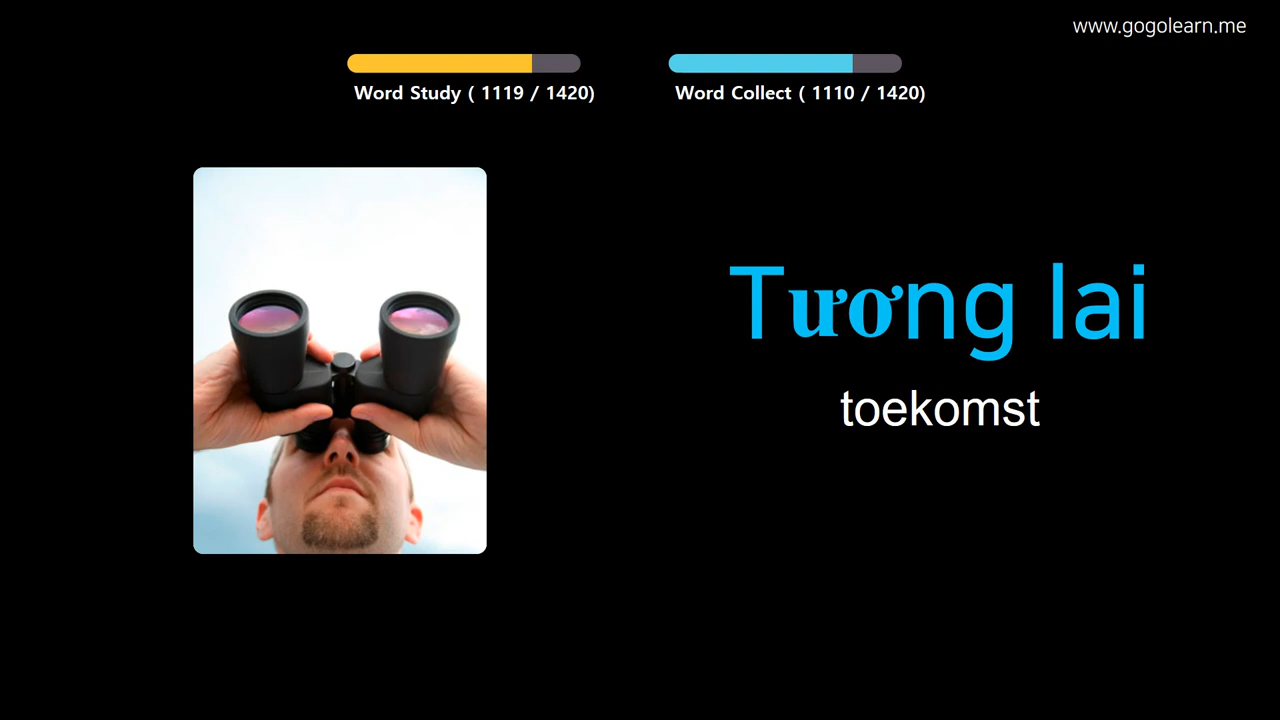 www.gogolearn.me
Word Study ( 1119 / 1420)
Word Collect ( 1110 / 1420)
Tương lai
toekomst